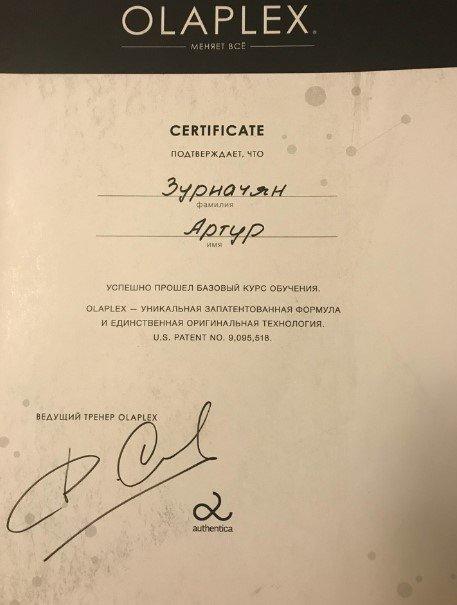 OLAPLEX®
МЕНЯЕТ ВСЁ
CERTIFICATE
ПОДТВЕРЖДАЕТ, ЧТО
Зурначян
фамилия
Артур
имя
УСПЕШНО ПРОШЕЛ БАЗОВЫЙ КУРС ОБУЧЕНИЯ.
OLAPLEX — УНИКАЛЬНАЯ ЗАПАТЕНТОВАННАЯ ФОРМУЛА
И ЕДИНСТВЕННАЯ ОРИГИНАЛЬНАЯ ТЕХНОЛОГИЯ.
U.S. PATENT NO. 9,095,518.
ВЕДУЩИЙ ТРЕНЕР OLAPLEX
authentica